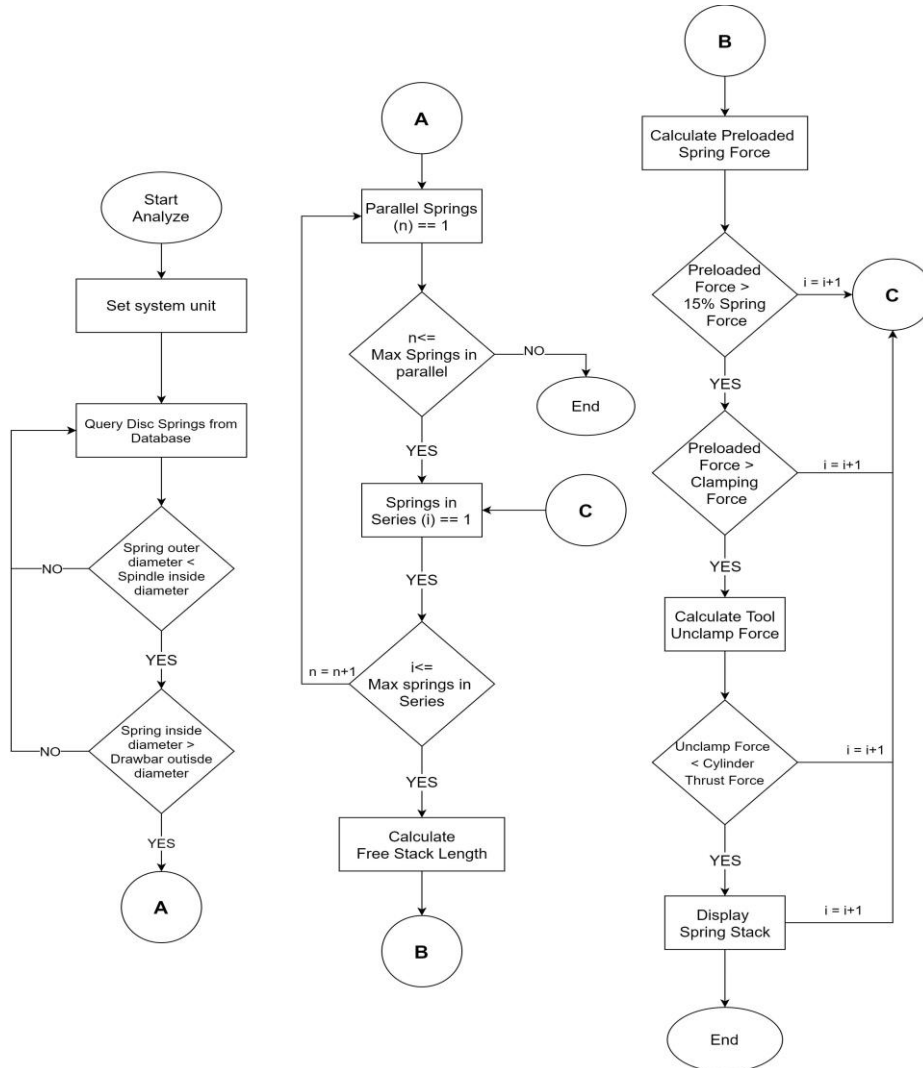 Start
Analyze
Set system unit
Query Disc Springs from
Database
Spring outer
diameter <
Spindle inside
diameter
NO
YES
Spring inside
diameter >
Drawbar outisde
diameter
NO
YES
A
A
Parallel Springs
(n) == 1
n<=
Max Springs in
parallel
NO
End
YES
Springs in
Series (i) == 1
C
YES
i<=
Max springs in
Series
n = n+1
YES
Calculate
Free Stack Length
B
B
Calculate Preloaded
Spring Force
Preloaded
Force >
15% Spring
Force
i = i+1
C
YES
Preloaded
Force >
Clamping
Force
i = i+1
YES
Calculate Tool
Unclamp Force
Unclamp Force
< Cylinder
Thrust Force
i = i+1
YES
Display
Spring Stack
i = i+1
End